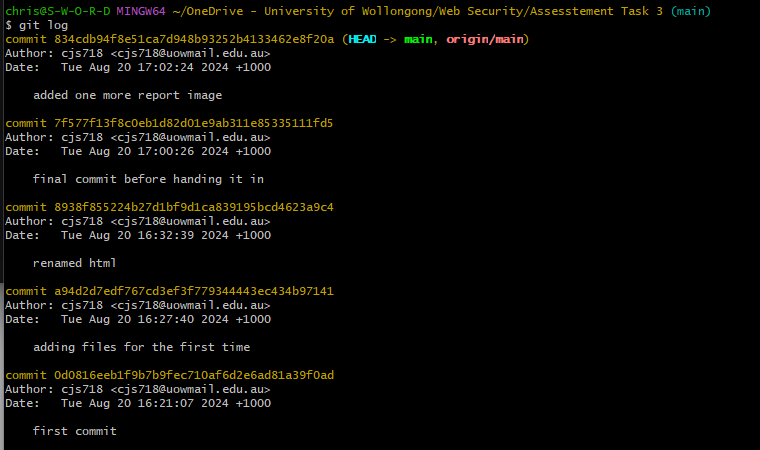 chris@S-W-O-R-D MINGW64 ~/OneDrive - University of Wollongong/Web Security/Assesstement Task 3 (main)
$ git log
commit 834cdb94f8e51ca7d948b93252b4133462e8f20a (HEAD -> main, origin/main)
Author: cjs718 <cjs718@uowmail.edu.au>
Date:   Tue Aug 20 17:02:24 2024 +1000
added one more report image
commit 7f577f13f8c0eb1d82d01e9ab311e85335111fd5
Author: cjs718 <cjs718@uowmail.edu.au>
Date:   Tue Aug 20 17:00:26 2024 +1000
final commit before handing it in
commit 8938f855224b27d1bf9d1ca839195bcd4623a9c4
Author: cjs718 <cjs718@uowmail.edu.au>
Date:   Tue Aug 20 16:32:39 2024 +1000
renamed html
commit a94d2d7edf767cd3ef3f779344443ec434b97141
Author: cjs718 <cjs718@uowmail.edu.au>
Date:   Tue Aug 20 16:27:40 2024 +1000
adding files for the first time
commit 0d0816eeb1f9b7b9fec710af6d2e6ad81a39f0ad
Author: cjs718 <cjs718@uowmail.edu.au>
Date:   Tue Aug 20 16:21:07 2024 +1000
first commit